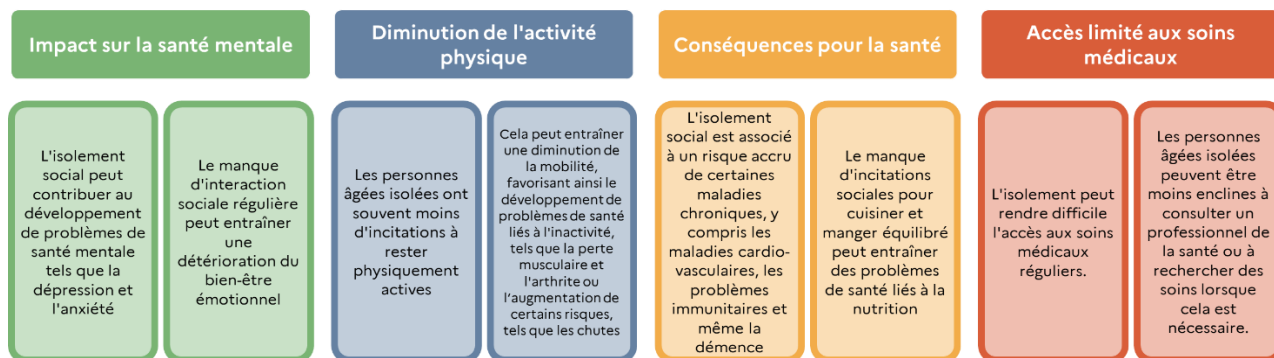 Impact sur la santé mentale
Diminution de l'activité
physique
Conséquences pour la santé
Accès limité aux soins
médicaux
L'isolement
social peut
contribuer au
développement
de problèmes de
santé mentale
tels que la
dépression et
l'anxiété
Le manque
d'interaction
sociale régulière
peut entraîner
une
détérioration du
bien-être
émotionnel
Les personnes
âgées isolées ont
souvent moins
d'incitations à
rester
physiquement
actives
Cela peut entraîner
une diminution de
la mobilité,
favorisant ainsi le
développement de
problèmes de santé
liés à l'inactivité,
tels que la perte
musculaire et
l'arthrite ou
l’augmentation de
certains risques,
tels que les chutes
L'isolement
social est associé
à un risque accru
de certaines
maladies
chroniques, y
compris les
maladies cardio-
vasculaires, les
problèmes
immunitaires et
même la
démence
Le manque
d'incitations
sociales pour
cuisiner et
manger équilibré
peut entraîner
des problèmes
de santé liés à la
nutrition
L'isolement peut
rendre difficile
l'accès aux soins
médicaux
réguliers.
Les personnes
âgées isolées
peuvent être
moins enclines à
consulter un
professionnel de
la santé ou à
rechercher des
soins lorsque
cela est
nécessaire.